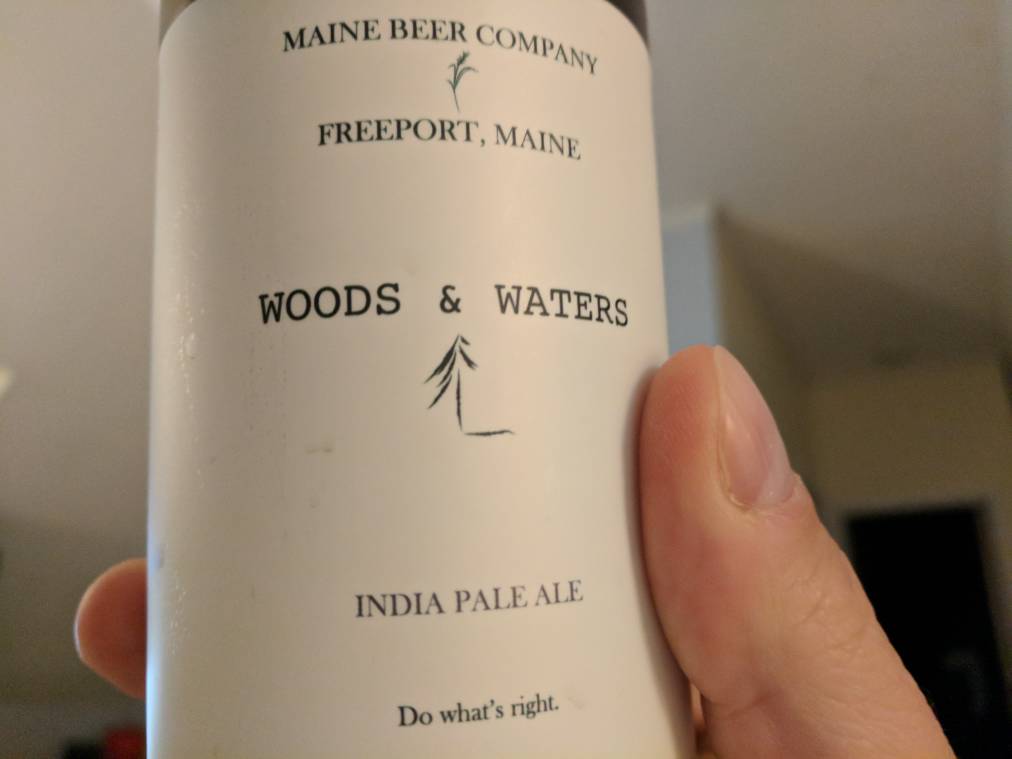 MAINE BEER COMPANY
FREEPORT, MAINE
WOODS & WATERS
INDIA PALE ALE
Do what's right.